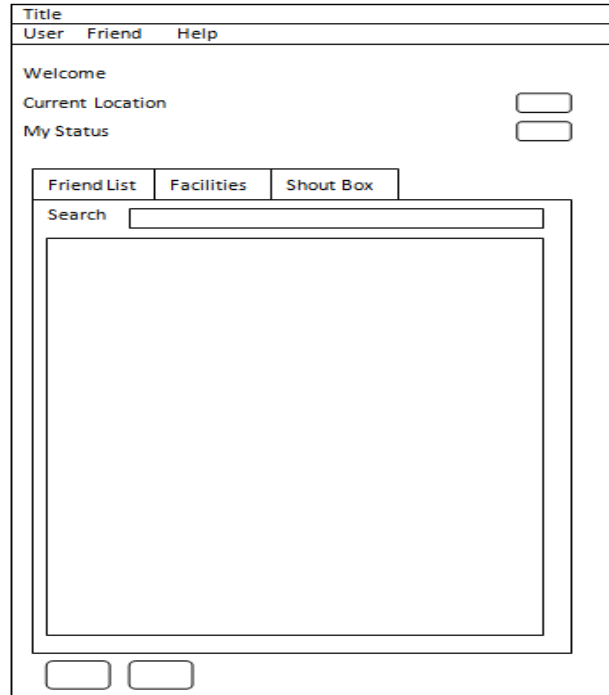 Title
User Friend Help
Welcome
Current Location
My Status
Friend List Facilities Shout Box
Search